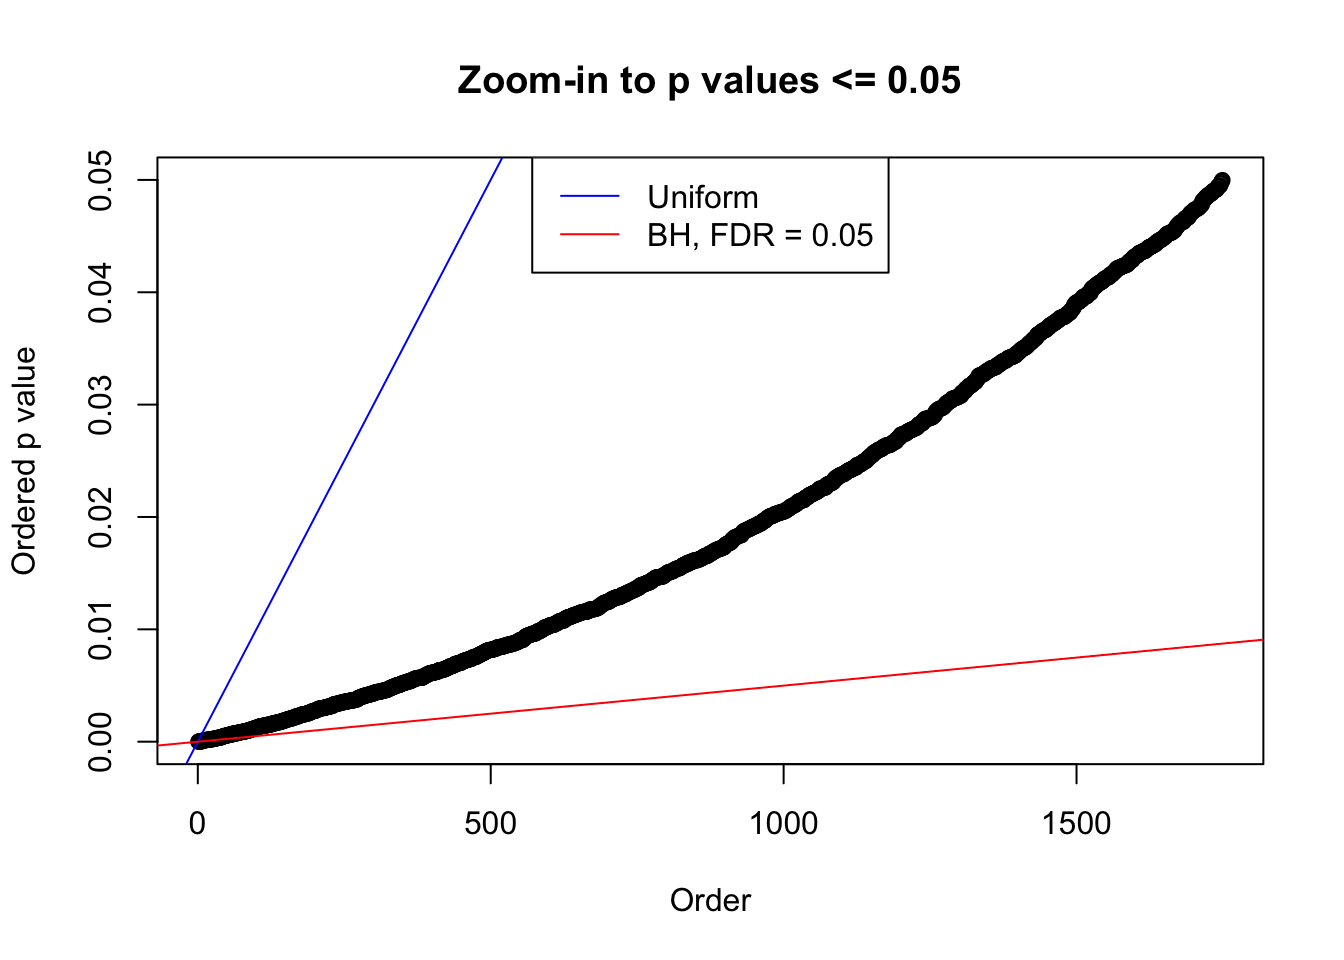 Zoom-in to p values <= 0.05
Uniform
BH, FDR = 0.05
Ordered p value
0.05
0.04
0.03
0.02
0.01
0.00
0
500
1000
1500
Order